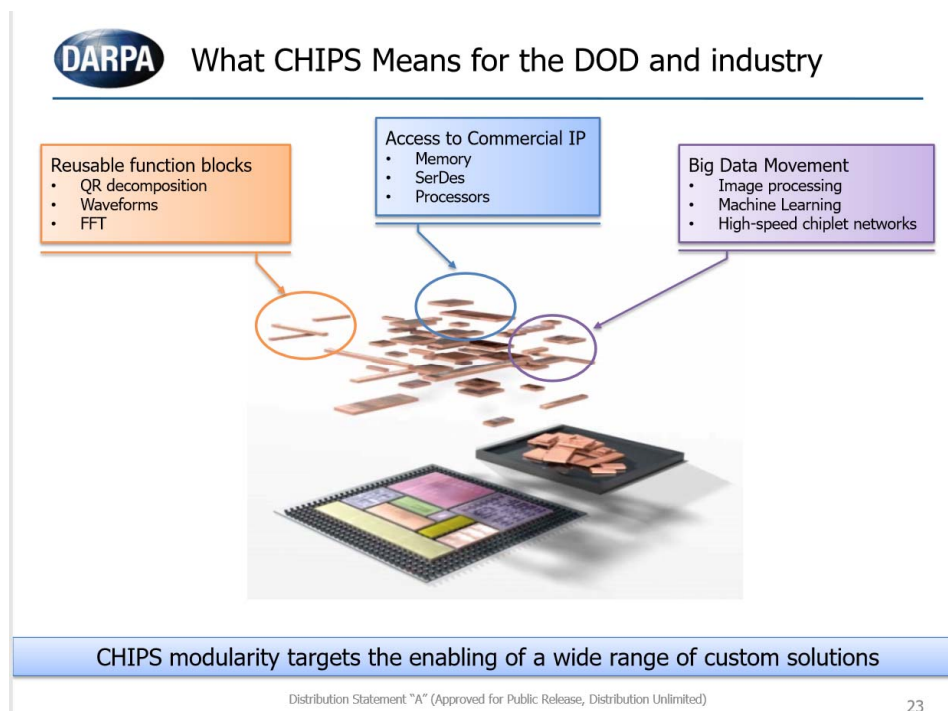 DARPA
What CHIPS Means for the DOD and industry
Reusable function blocks
• QR decomposition
• Waveforms
• FFT
Access to Commercial IP
• Memory
• SerDes
• Processors
Big Data Movement
• Image processing
• Machine Learning
• High-speed chiplet networks
CHIPS modularity targets the enabling of a wide range of custom solutions
Distribution Statement "A" (Approved for Public Release, Distribution Unlimited)
23